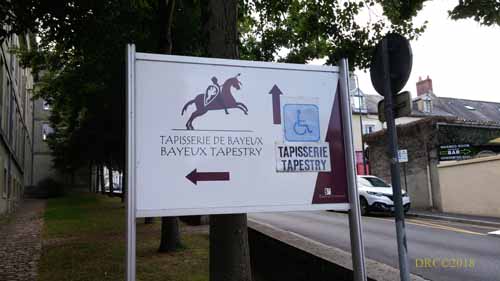 TAPISSERIE DE BAYEUX
BAYEUX TAPESTRY
TAPISSERIE
TAPESTRY
BAR
DRC©2018